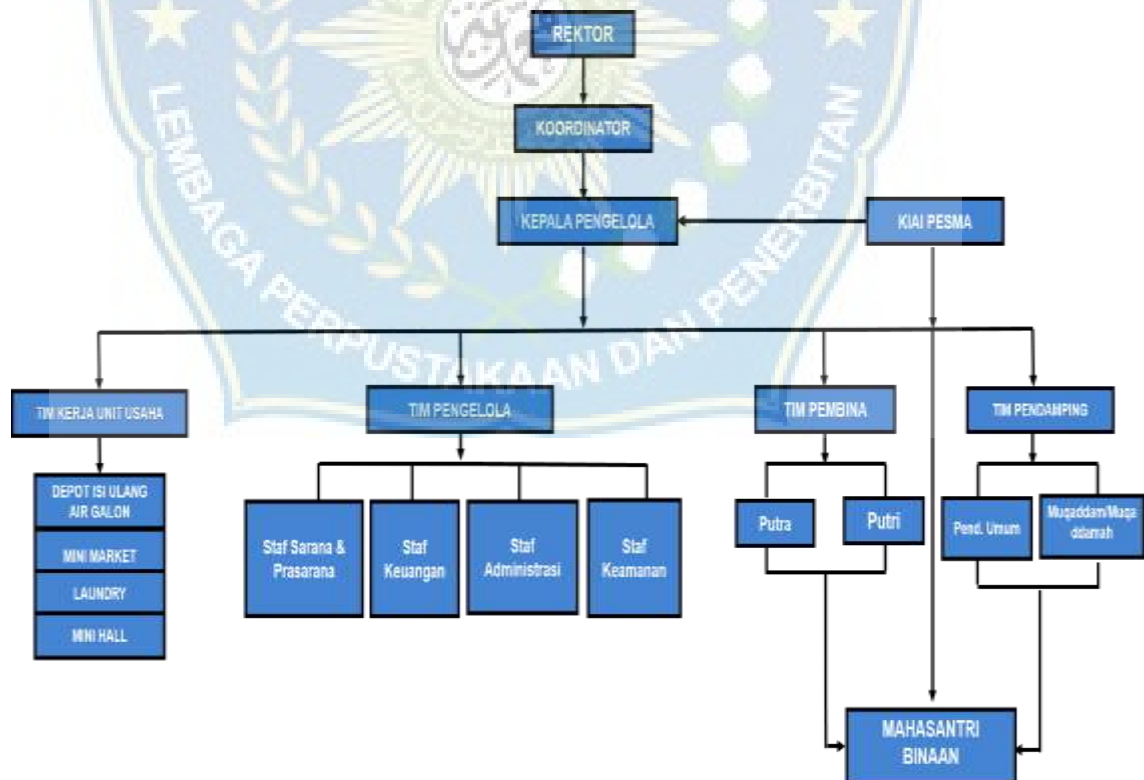 REKTOR
KOORDINATOR
KEPALA PENGELOLA
KIAI PESMA
LEMBAGA PERPUSTAKAAN DAN PENERBITAN
TIM KERJA UNIT USAHA
TIM PENGELOLA
TIM PEMBINA
TIM PENDAMPING
DEPOT ISI ULANG
AIR GALON
MINI MARKET
LAUNDRY
MINI HALL
Staf Sarana &
Prasarana
Staf
Keuangan
Staf
Administrasi
Staf
Keamanan
Putra
Putri
Pend. Umum
Muqaddam/Muqa
ddamah
MAHASANTRI
BINAAN